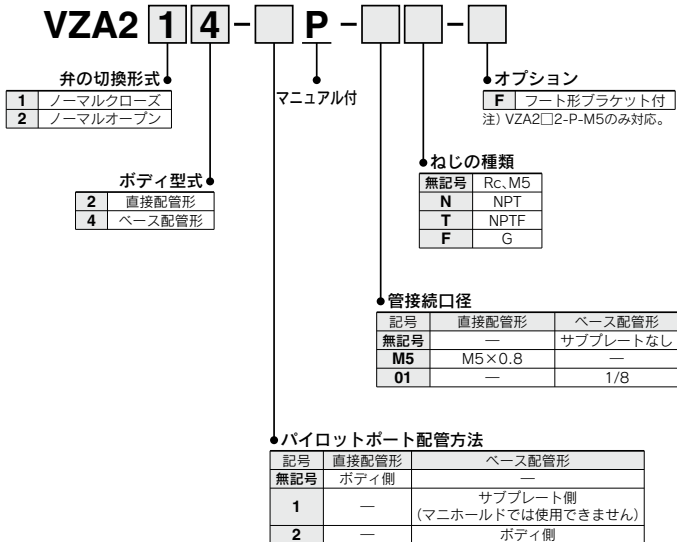 VZA2 1 4 - □ P - □ □ - □
弁の切換形式
1 ノーマルクローズ
2 ノーマルオープン
マニュアル付
オプション
F フート形ブラケット付
注) VZA2□2-P-M5のみ対応。
ボディ型式
2 直接配管形
4 ベース配管形
ねじの種類
無記号 Rc、M5
N NPT
T NPTF
F G
管接続口径
記号 直接配管形 ベース配管形
無記号 — サブプレートなし
M5 M5×0.8 —
01 — 1/8
パイロットポート配管方法
記号 直接配管形 ベース配管形
無記号 ボディ側 —
1 — サブプレート側
(マニホールドでは使用できません)
2 — ボディ側